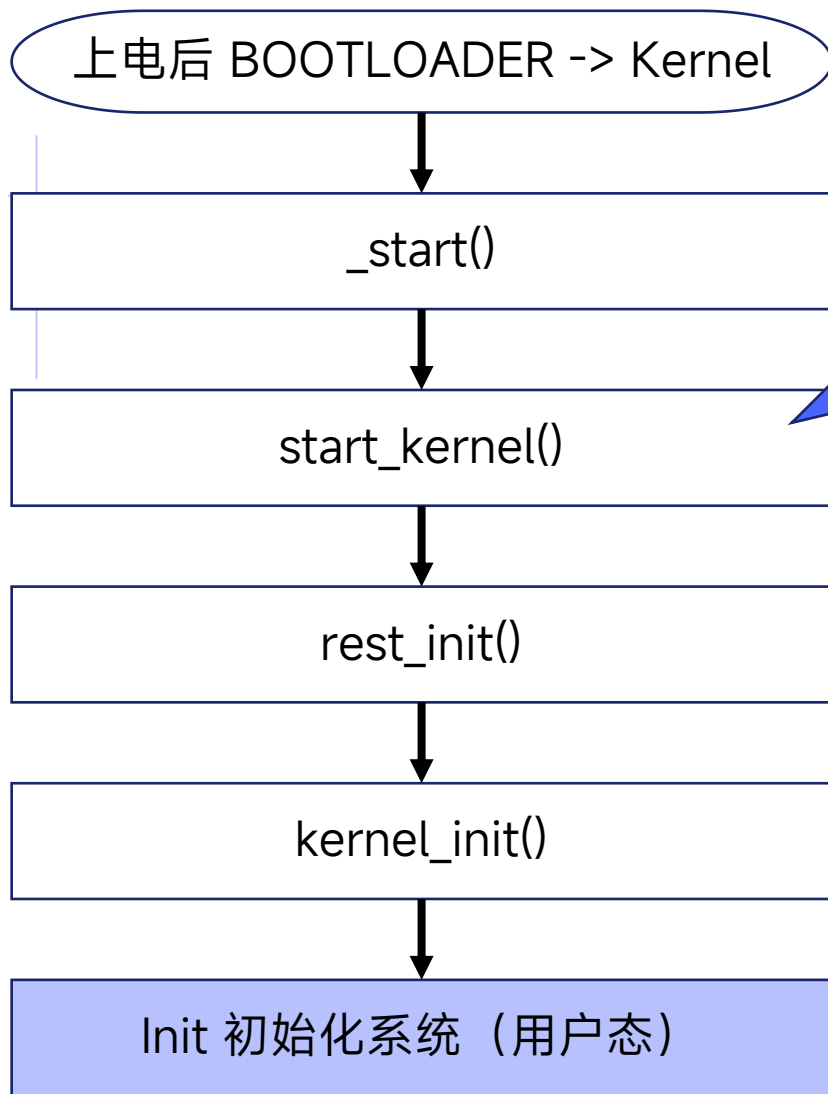 上电后 BOOTLOADER -> Kernel
_start()
start_kernel()
rest_init()
kernel_init()
Init 初始化系统（用户态）